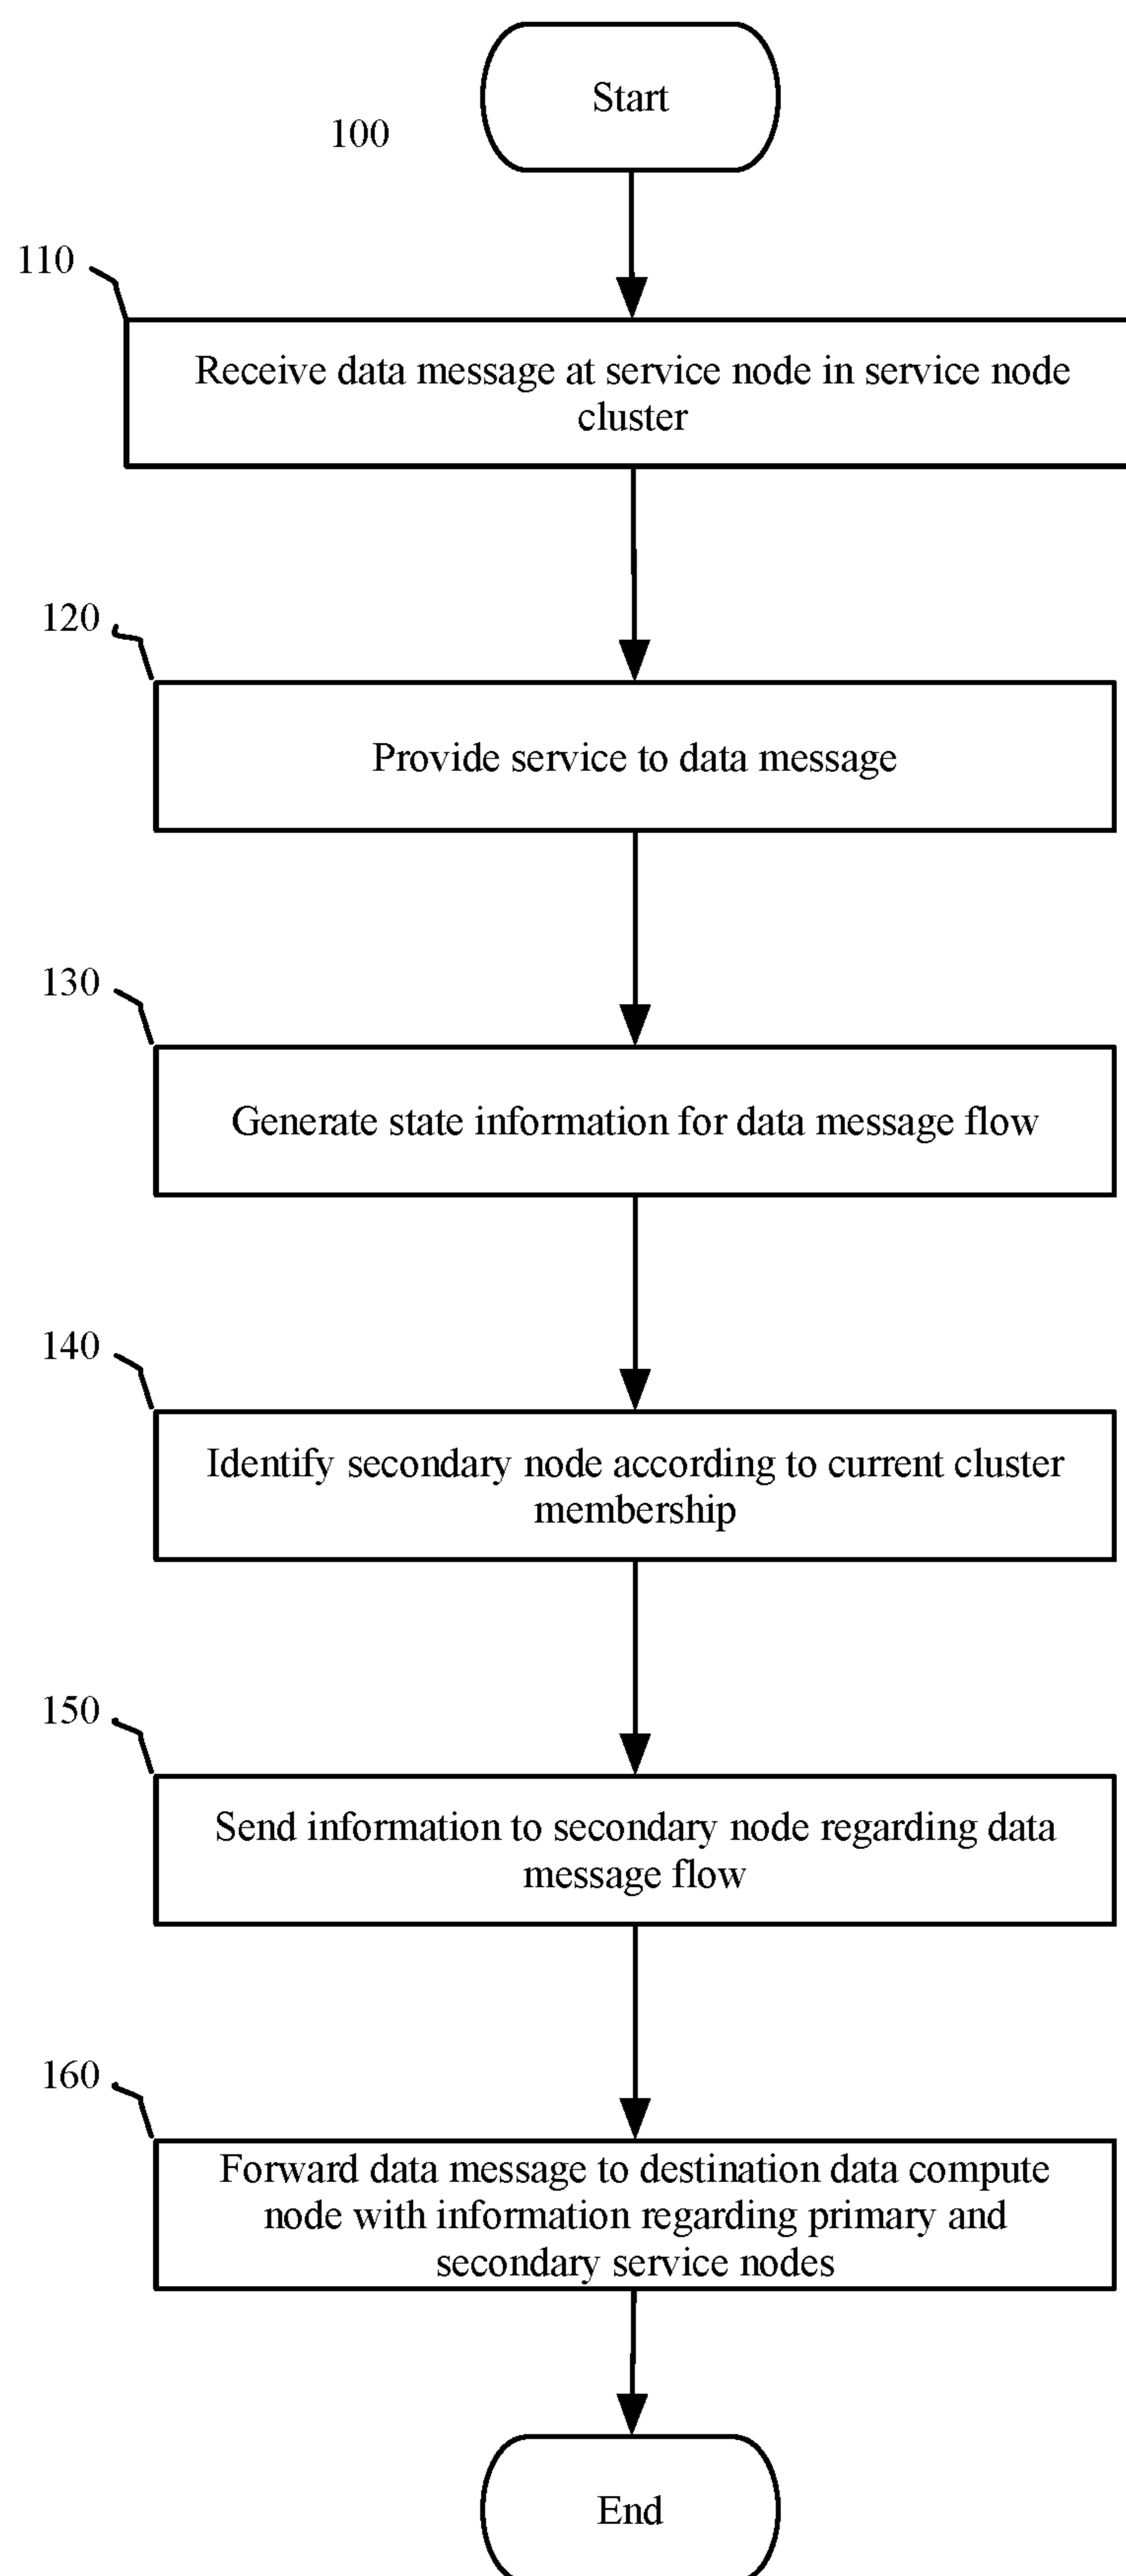 Start
100
110
Receive data message at service node in service node
cluster
120
Provide service to data message
130
Generate state information for data message flow
140
Identify secondary node according to current cluster
membership
150
Send information to secondary node regarding data
message flow
160
Forward data message to destination data compute
node with information regarding primary and
secondary service nodes
End